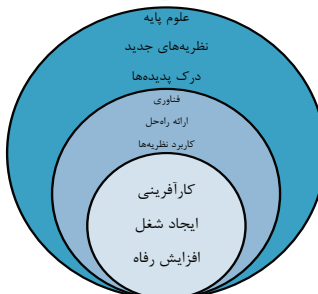 علوم پایه
نظریه‌های جدید
درک پدیده‌ها
فناوری
ارائه راه‌حل
کاربرد نظریه‌ها
کارآفرینی
ایجاد شغل
افزایش رفاه